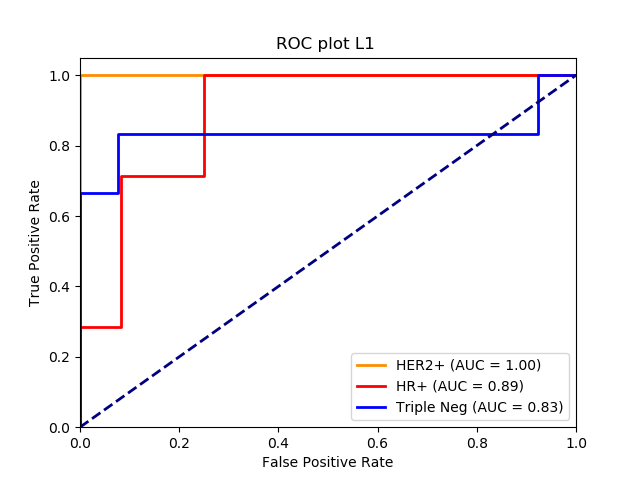 ROC plot L1
True Positive Rate
1.0
0.8
0.6
0.4
0.2
0.0
HER2+ (AUC = 1.00)
HR+ (AUC = 0.89)
Triple Neg (AUC = 0.83)
0.0 0.2 0.4 0.6 0.8 1.0
False Positive Rate